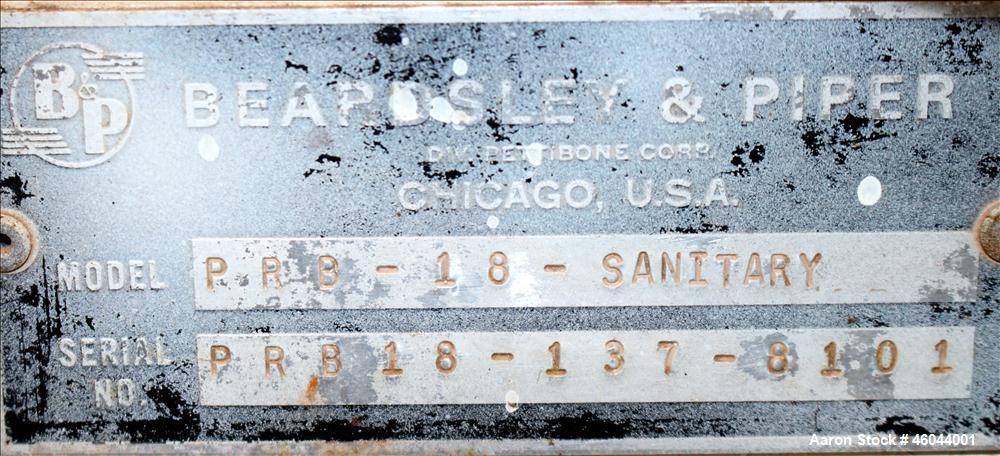 B&P
BEARDSLEY & PIPER
DIV. PETTIBONE CORP.
CHICAGO, U.S.A.
MODEL PRB-18-SANITARY
SERIAL NO. PRB18-137-8101
Aaron Stock # 46044001